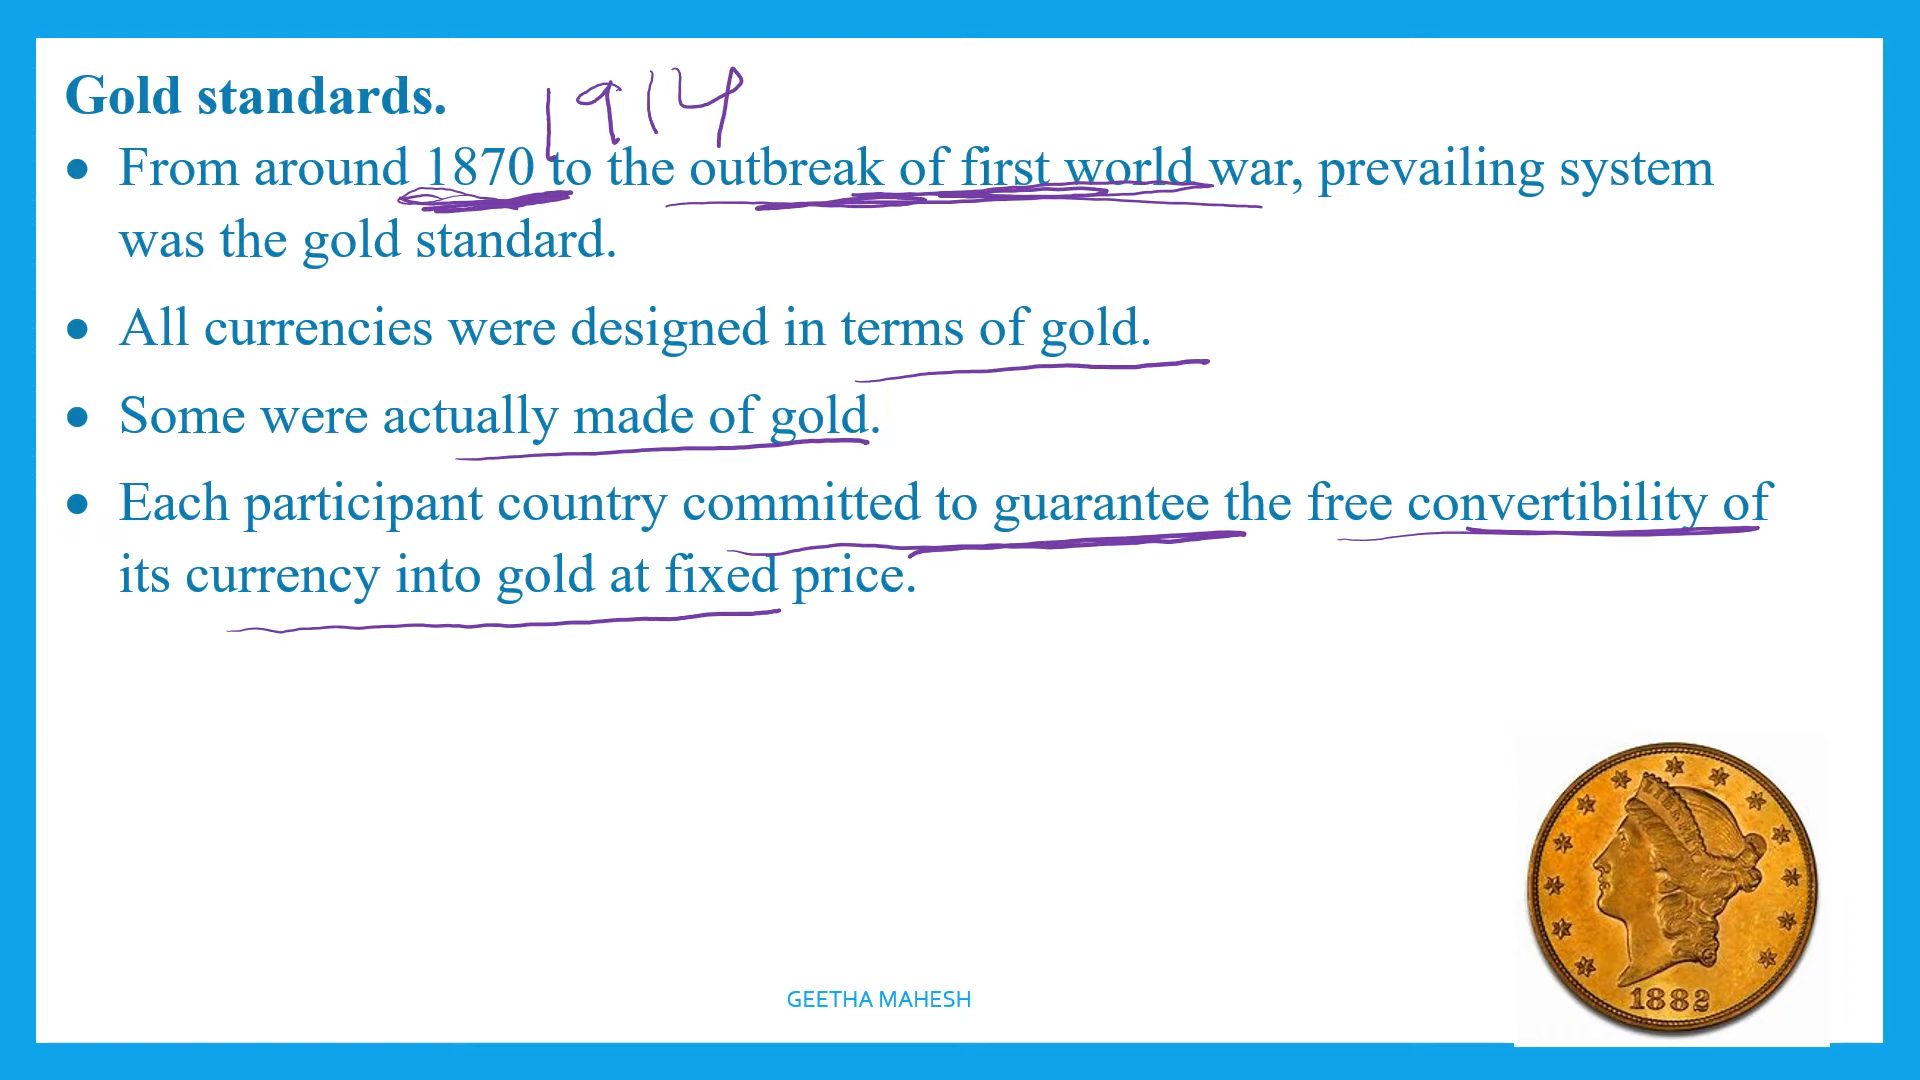 Gold standards.
1914
• From around 1870 to the outbreak of first world war, prevailing system
was the gold standard.
• All currencies were designed in terms of gold.
• Some were actually made of gold.
• Each participant country committed to guarantee the free convertibility of
its currency into gold at fixed price.
LIBERTY
1882
GEETHA MAHESH